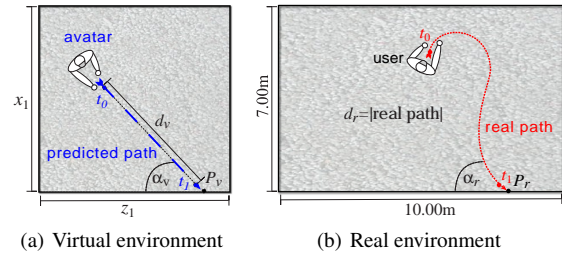 avatar
t0
x1
dv
predicted path
αv
t1
Pv
z1
(a) Virtual environment
t0
user
7.00m
dr=|real path|
real path
αr
t1
Pr
10.00m
(b) Real environment